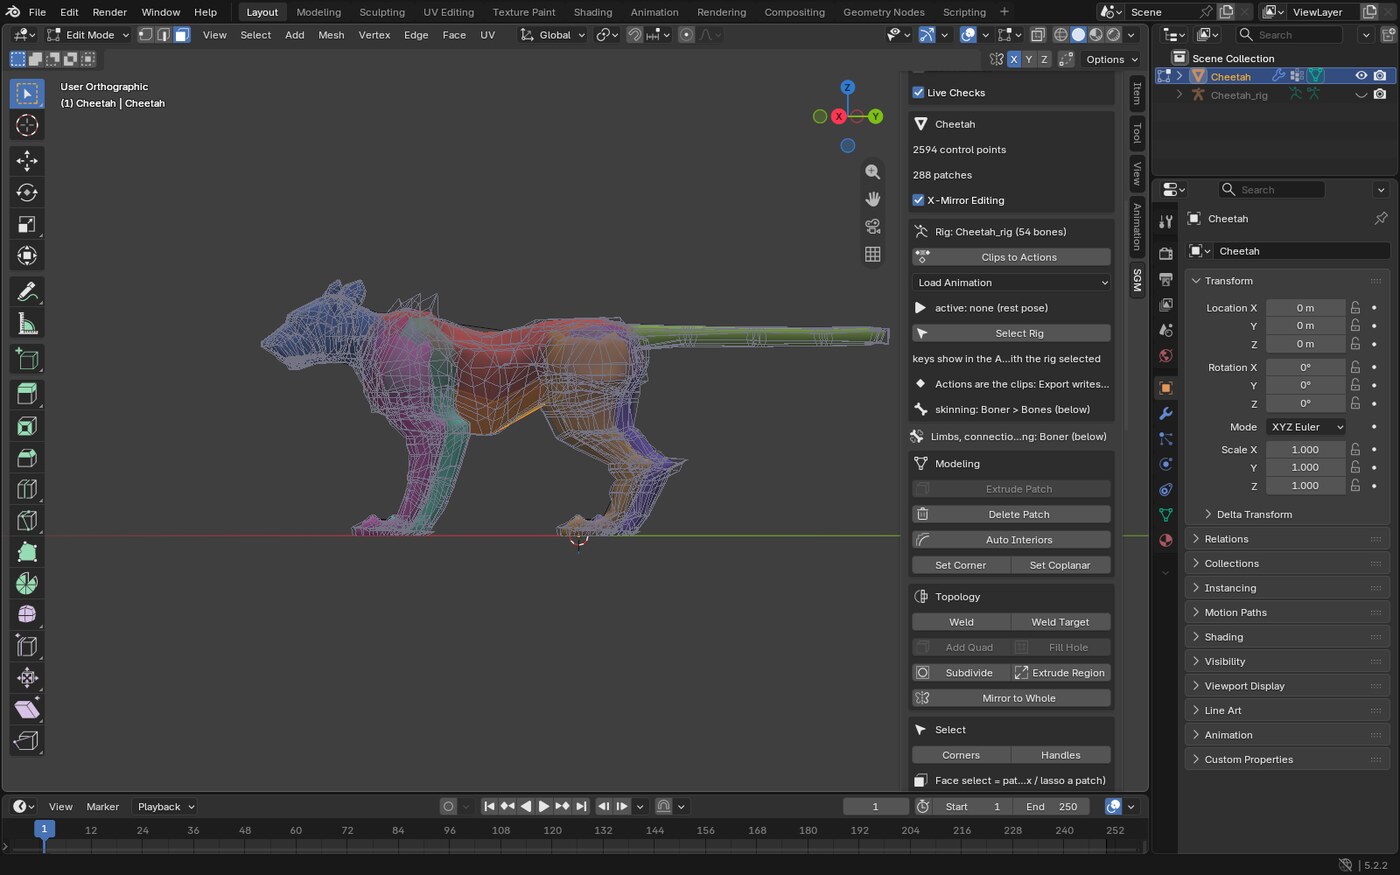 File Edit Render Window Help Layout Modeling Sculpting UV Editing Texture Paint Shading Animation Rendering Compositing Geometry Nodes Scripting + Scene ViewLayer
Edit Mode View Select Add Mesh Vertex Edge Face UV Global Search
X Y Z Options
User Orthographic
(1) Cheetah | Cheetah
Z
X
Y
Live Checks
Cheetah
2594 control points
288 patches
X-Mirror Editing
Rig: Cheetah_rig (54 bones)
Clips to Actions
Load Animation
active: none (rest pose)
Select Rig
keys show in the A...ith the rig selected
Actions are the clips: Export writes...
skinning: Boner > Bones (below)
Limbs, connectio...ng: Boner (below)
Modeling
Extrude Patch
Delete Patch
Auto Interiors
Set Corner Set Coplanar
Topology
Weld Weld Target
Add Quad Fill Hole
Subdivide Extrude Region
Mirror to Whole
Select
Corners Handles
Face select = pat...x / lasso a patch)
Item
Tool
View
Animation
SGM
Scene Collection
Cheetah
Cheetah_rig
Search
Cheetah
Cheetah
Transform
Location X 0 m
Y 0 m
Z 0 m
Rotation X 0°
Y 0°
Z 0°
Mode XYZ Euler
Scale X 1.000
Y 1.000
Z 1.000
Delta Transform
Relations
Collections
Instancing
Motion Paths
Shading
Visibility
Viewport Display
Line Art
Animation
Custom Properties
View Marker Playback 1 Start 1 End 250
1 12 24 36 48 60 72 84 96 108 120 132 144 156 168 180 192 204 216 228 240 252
5.2.2